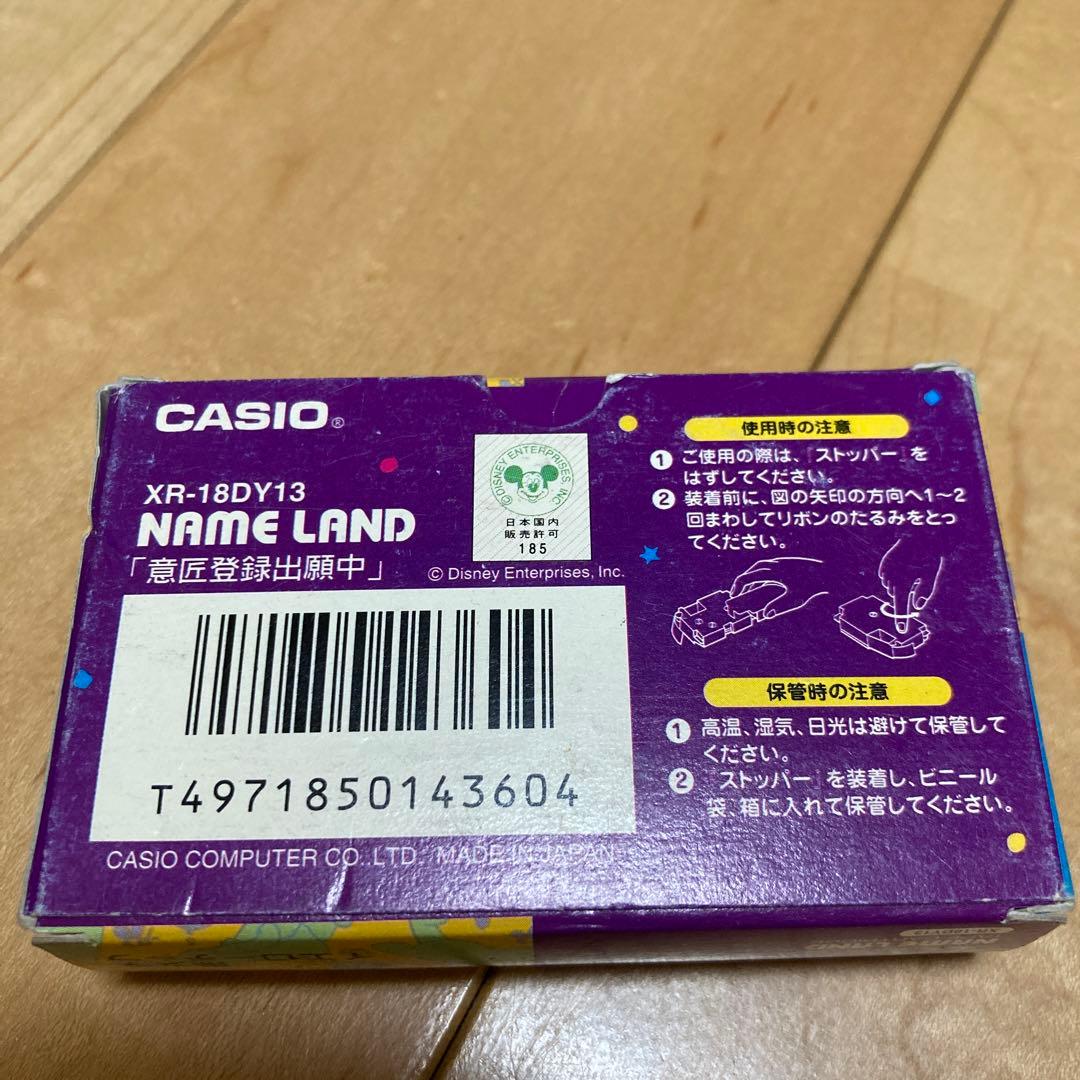 CASIO®
XR-18DY13
NAME LAND
「意匠登録出願中」
© DISNEY ENTERPRISES, INC
日本国内
販売許可
185
© Disney Enterprises, Inc.
T4971850143604
CASIO COMPUTER CO.,LTD. MADE IN JAPAN
使用時の注意
1 ご使用の際は、「ストッパー」を
はずしてください。
2 装着前に、図の矢印の方向へ1〜2
回まわしてリボンのたるみをとっ
てください。
保管時の注意
1 高温、湿気、日光は避けて保管して
ください。
2 「ストッパー」を装着し、ビニール
袋、箱に入れて保管してください。
XR-18DY13
NAME LAND